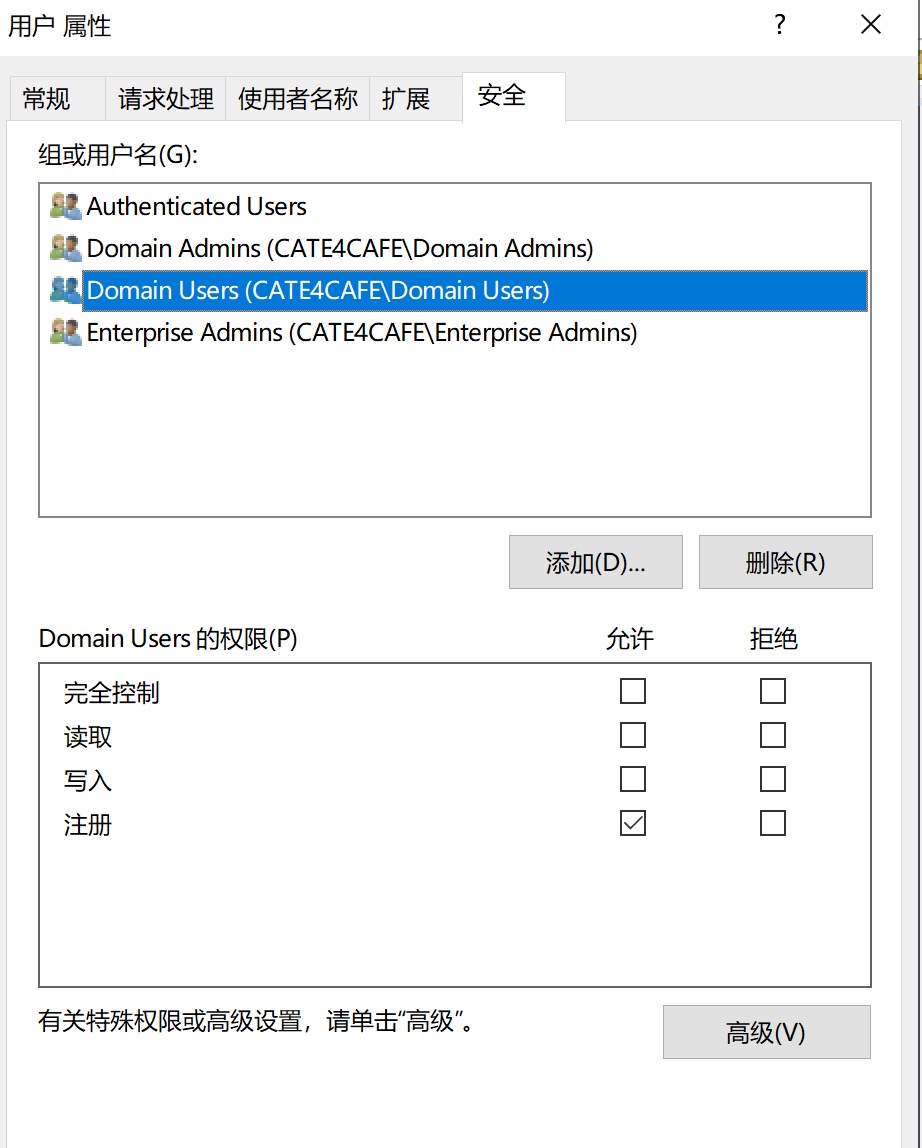 用户 属性
?
常规 请求处理 使用者名称 扩展 安全
组或用户名(G):
Authenticated Users
Domain Admins (CATE4CAFE\Domain Admins)
Domain Users (CATE4CAFE\Domain Users)
Enterprise Admins (CATE4CAFE\Enterprise Admins)
添加(D)... 删除(R)
Domain Users 的权限(P) 允许 拒绝
完全控制
读取
写入
注册
有关特殊权限或高级设置，请单击“高级”。
高级(V)